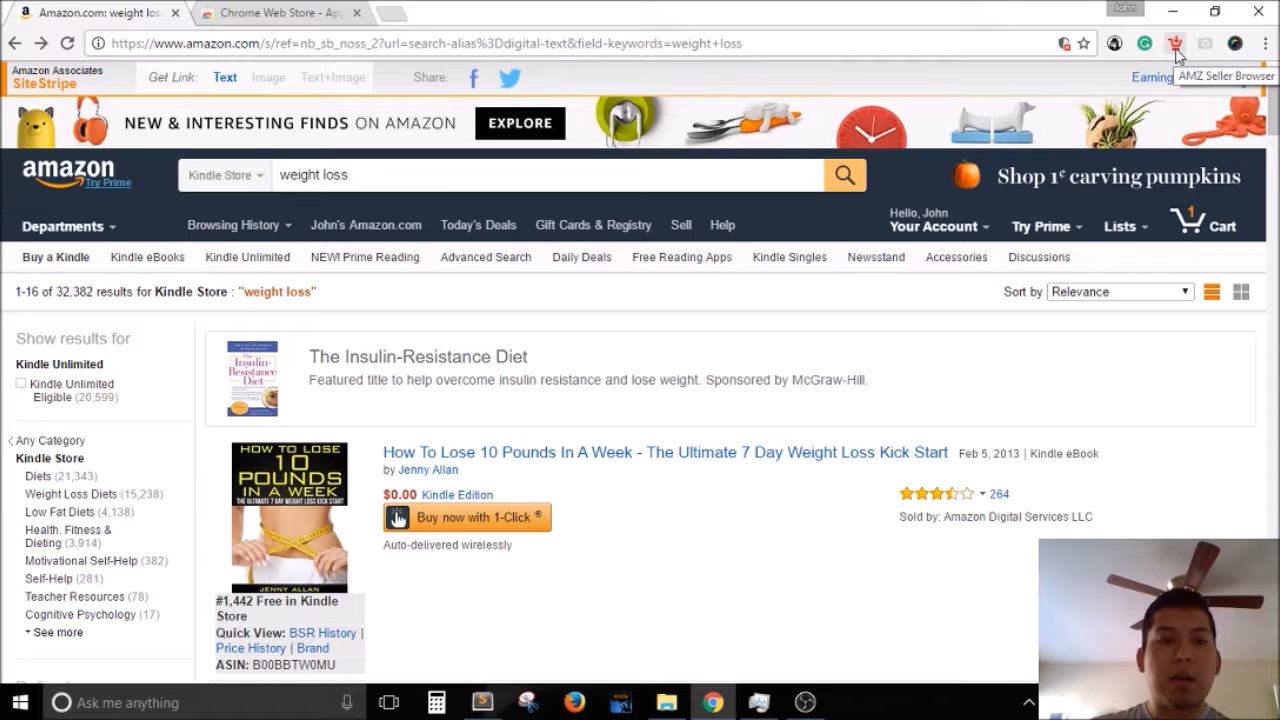 Amazon.com: weight los
Chrome Web Store - Ap
John
https://www.amazon.com/s/ref=nb_sb_noss_2?url=search-alias%3Ddigital-text&field-keywords=weight+loss
Amazon Associates
SiteStripe
Get Link: Text Image Text+Image
Share:
Earning
AMZ Seller Browser
NEW & INTERESTING FINDS ON AMAZON
EXPLORE
amazon
Try Prime
Kindle Store
weight loss
Shop 1¢ carving pumpkins
Departments
Browsing History
John's Amazon.com
Today's Deals
Gift Cards & Registry
Sell
Help
Hello, John
Your Account
Try Prime
Lists
1
Cart
Buy a Kindle
Kindle eBooks
Kindle Unlimited
NEW! Prime Reading
Advanced Search
Daily Deals
Free Reading Apps
Kindle Singles
Newsstand
Accessories
Discussions
1-16 of 32,382 results for Kindle Store : "weight loss"
Sort by Relevance
Show results for
Kindle Unlimited
Kindle Unlimited
Eligible (20,599)
Any Category
Kindle Store
Diets (21,343)
Weight Loss Diets (15,238)
Low Fat Diets (4,138)
Health, Fitness &
Dieting (3,914)
Motivational Self-Help (382)
Self-Help (281)
Teacher Resources (78)
Cognitive Psychology (17)
+ See more
The
Insulin-
Resistance
Diet
The Insulin-Resistance Diet
Featured title to help overcome insulin resistance and lose weight. Sponsored by McGraw-Hill.
HOW TO LOSE
10
POUNDS
IN A WEEK
THE ULTIMATE 7 DAY WEIGHT LOSS KICK START
JENNY ALLAN
How To Lose 10 Pounds In A Week - The Ultimate 7 Day Weight Loss Kick Start Feb 5, 2013 | Kindle eBook
by Jenny Allan
$0.00 Kindle Edition
Buy now with 1-Click ®
Auto-delivered wirelessly
264
Sold by: Amazon Digital Services LLC
#1,442 Free in Kindle
Store
Quick View: BSR History |
Price History | Brand
ASIN: B00BBTW0MU
Ask me anything
kindle